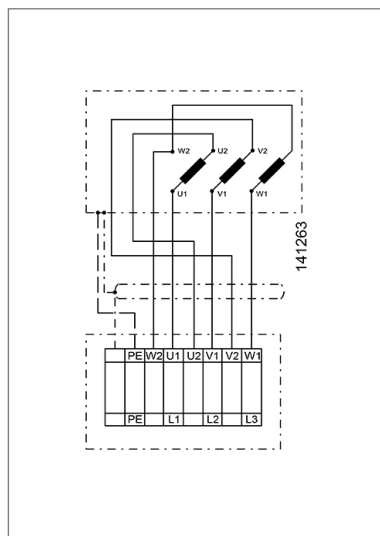 W2 U2 V2
U1 V1 W1
141263
PE W2 U1 U2 V1 V2 W1
PE L1 L2 L3